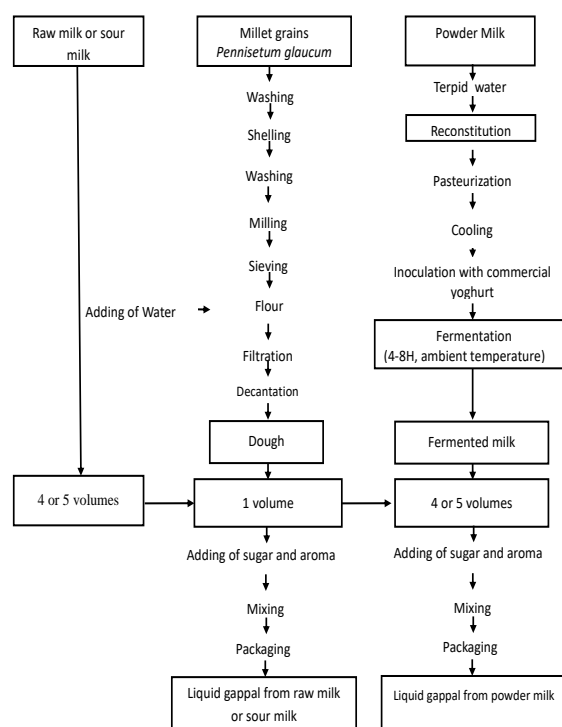 Raw milk or sour
milk
Millet grains
Pennisetum glaucum
Powder Milk
Washing
Terpid water
Shelling
Reconstitution
Washing
Pasteurization
Milling
Cooling
Sieving
Inoculation with commercial
yoghurt
Adding of Water
Flour
Fermentation
(4-8H, ambient temperature)
Filtration
Decantation
Dough
Fermented milk
4 or 5 volumes
1 volume
4 or 5 volumes
Adding of sugar and aroma
Adding of sugar and aroma
Mixing
Mixing
Packaging
Packaging
Liquid gappal from raw milk
or sour milk
Liquid gappal from powder milk